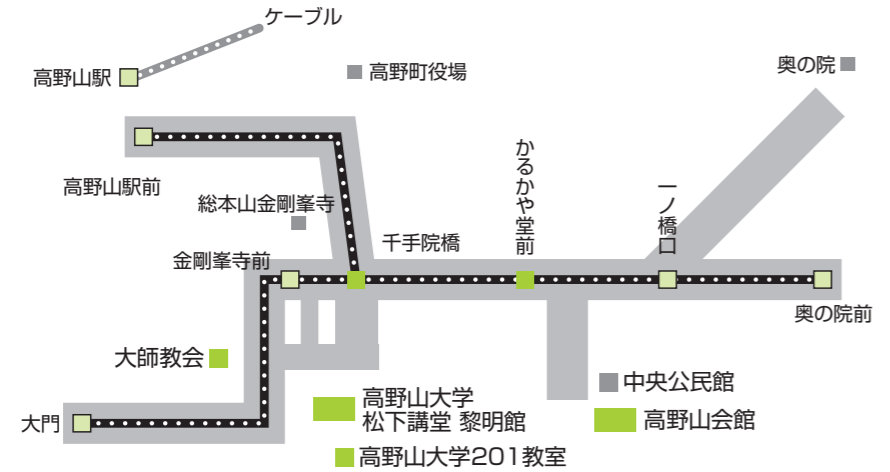 ケーブル
高野山駅
高野町役場
奥の院
高野山駅前
かるかや堂前
一ノ橋口
総本山金剛峯寺
千手院橋
金剛峯寺前
奥の院前
大師教会
中央公民館
高野山大学
松下講堂 黎明館
高野山会館
大門
高野山大学201教室